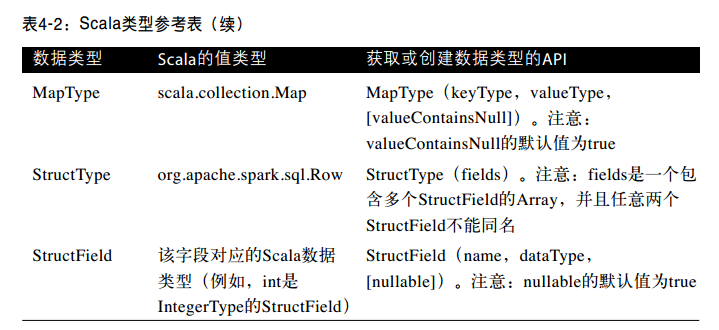 表4-2：Scala类型参考表（续）
数据类型 Scala的值类型 获取或创建数据类型的API
MapType scala.collection.Map MapType（keyType，valueType，
[valueContainsNull]）。注意：
valueContainsNull的默认值为true
StructType org.apache.spark.sql.Row StructType（fields）。注意：fields是一个包
含多个StructField的Array，并且任意两个
StructField不能同名
StructField 该字段对应的Scala数据 StructField（name，dataType，
类型（例如，int是 [nullable]）。注意：nullable的默认值为true
IntegerType的StructField）